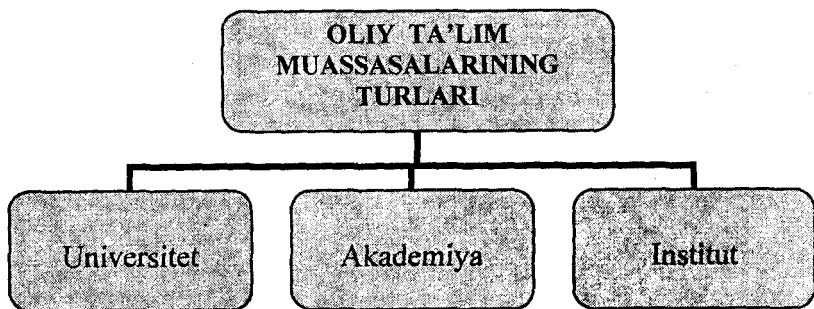 OLIY TA'LIM
MUASSASALARINING
TURLARI
Universitet
Akademiya
Institut